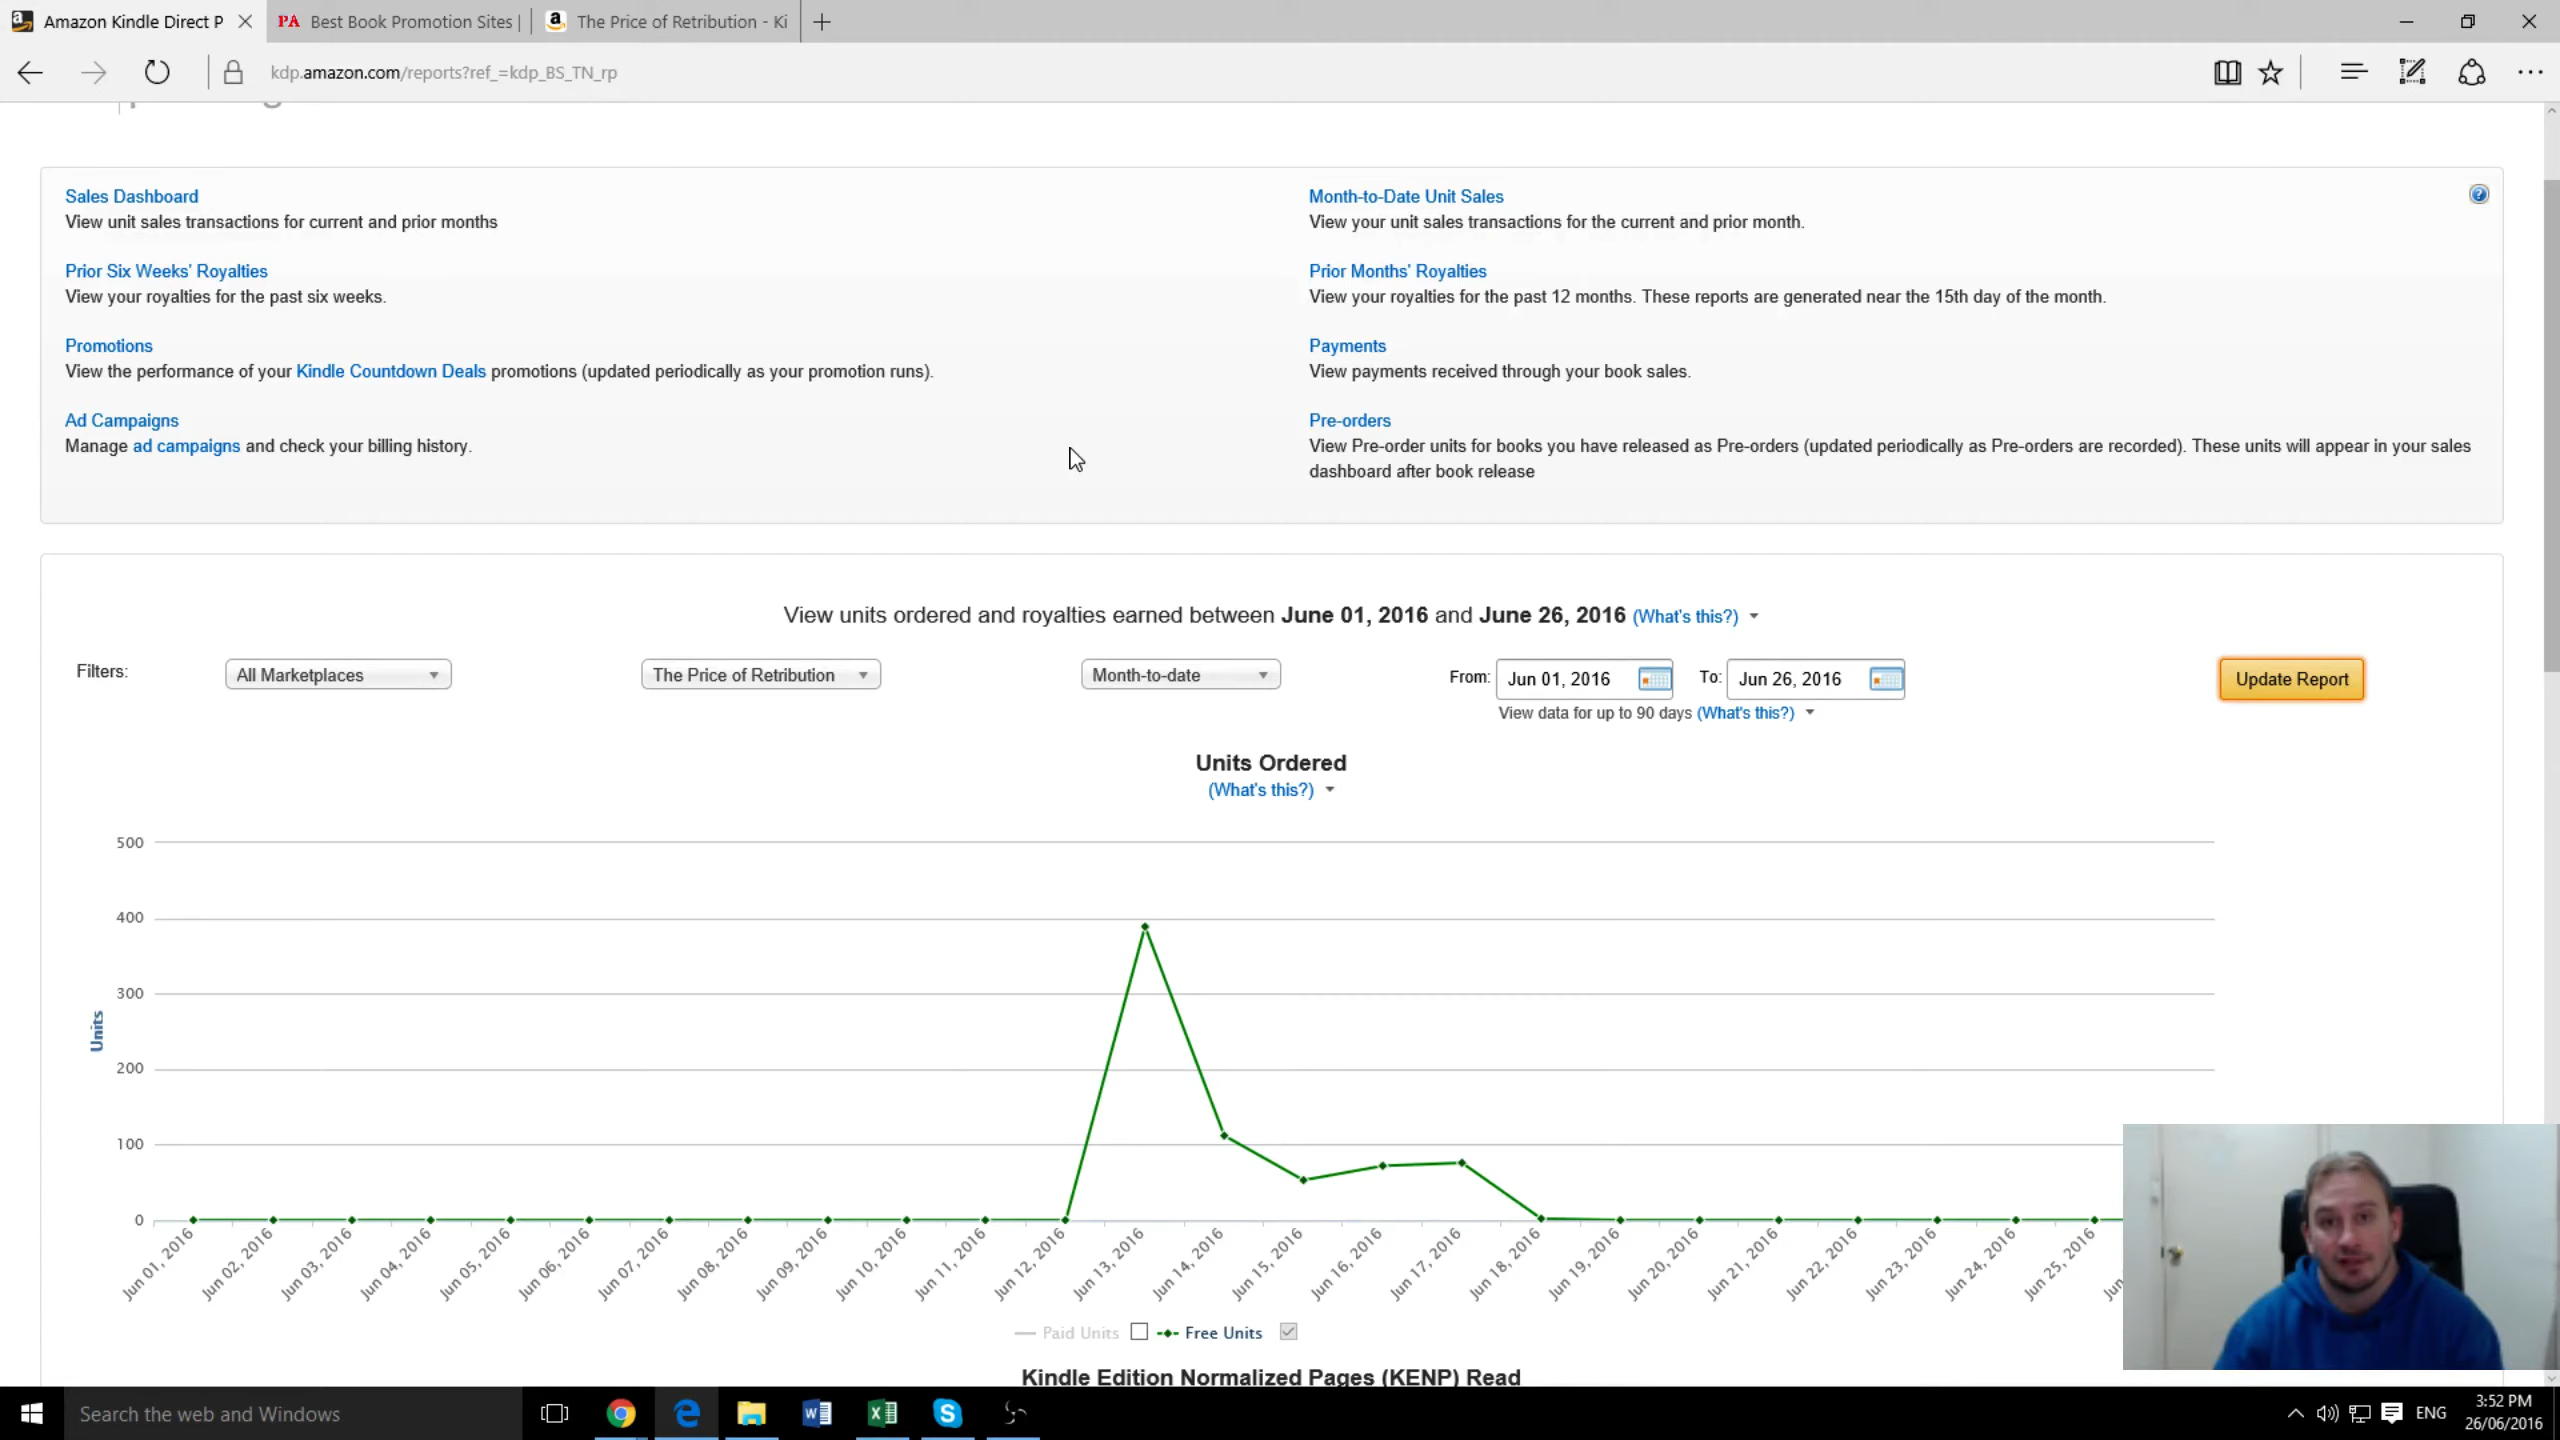 Amazon Kindle Direct P
PA Best Book Promotion Sites |
a The Price of Retribution - Ki
kdp.amazon.com/reports?ref_=kdp_BS_TN_rp
Sales Dashboard
View unit sales transactions for current and prior months
Month-to-Date Unit Sales
View your unit sales transactions for the current and prior month.
Prior Six Weeks' Royalties
View your royalties for the past six weeks.
Prior Months' Royalties
View your royalties for the past 12 months. These reports are generated near the 15th day of the month.
Promotions
View the performance of your Kindle Countdown Deals promotions (updated periodically as your promotion runs).
Payments
View payments received through your book sales.
Ad Campaigns
Manage ad campaigns and check your billing history.
Pre-orders
View Pre-order units for books you have released as Pre-orders (updated periodically as Pre-orders are recorded). These units will appear in your sales
dashboard after book release
View units ordered and royalties earned between June 01, 2016 and June 26, 2016 (What's this?)
Filters: All Marketplaces The Price of Retribution Month-to-date From: Jun 01, 2016 To: Jun 26, 2016 Update Report
View data for up to 90 days (What's this?)
Units Ordered
(What's this?)
500
400
300
Units
200
100
0
Jun 01, 2016
Jun 02, 2016
Jun 03, 2016
Jun 04, 2016
Jun 05, 2016
Jun 06, 2016
Jun 07, 2016
Jun 08, 2016
Jun 09, 2016
Jun 10, 2016
Jun 11, 2016
Jun 12, 2016
Jun 13, 2016
Jun 14, 2016
Jun 15, 2016
Jun 16, 2016
Jun 17, 2016
Jun 18, 2016
Jun 19, 2016
Jun 20, 2016
Jun 21, 2016
Jun 22, 2016
Jun 23, 2016
Jun 24, 2016
Jun 25, 2016
Paid Units Free Units
Kindle Edition Normalized Pages (KENP) Read
Search the web and Windows
ENG
3:52 PM
26/06/2016